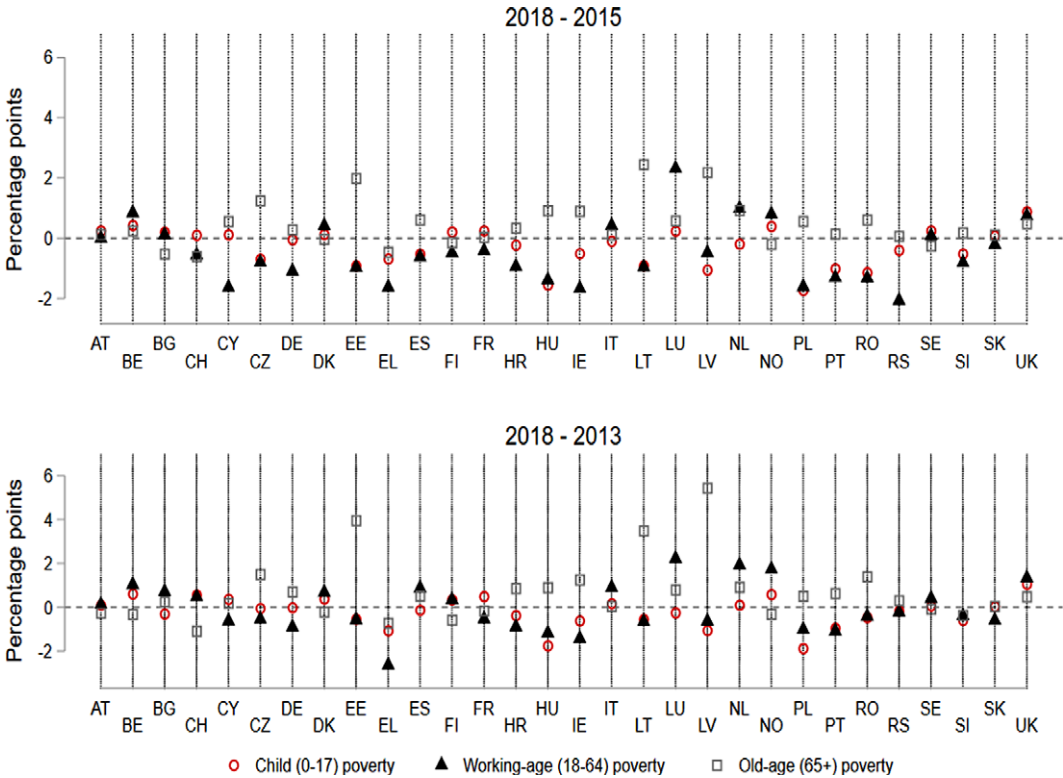 2018 - 2015
Percentage points
6
4
2
0
-2
AT BE BG CH CY CZ DE DK EE EL ES FI FR HR HU IE IT LT LU LV NL NO PL PT RO RS SE SI SK UK
2018 - 2013
Percentage points
6
4
2
0
-2
AT BE BG CH CY CZ DE DK EE EL ES FI FR HR HU IE IT LT LU LV NL NO PL PT RO RS SE SI SK UK
Child (0-17) poverty Working-age (18-64) poverty Old-age (65+) poverty